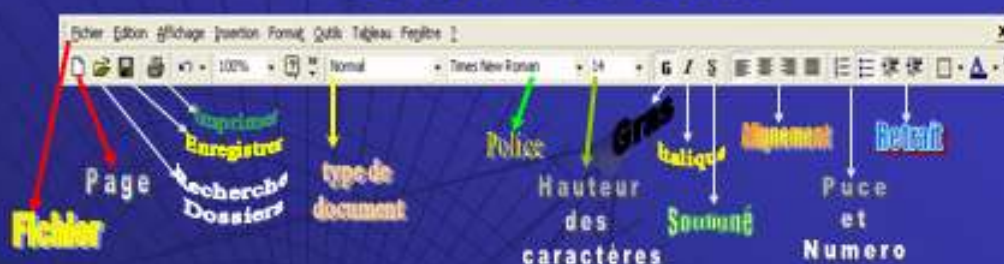 Fichier Edition Affichage Insertion Format Outils Tableau Fenêtre ?
100% Normal Times New Roman 14 G I S A
Imprimer
Enregistrer
Recherche
Dossiers
Page
Fichier
type de
document
Police
Hauteur
des
caractères
Gras
Italique
Alignement
Retrait
Puce
et
Numero